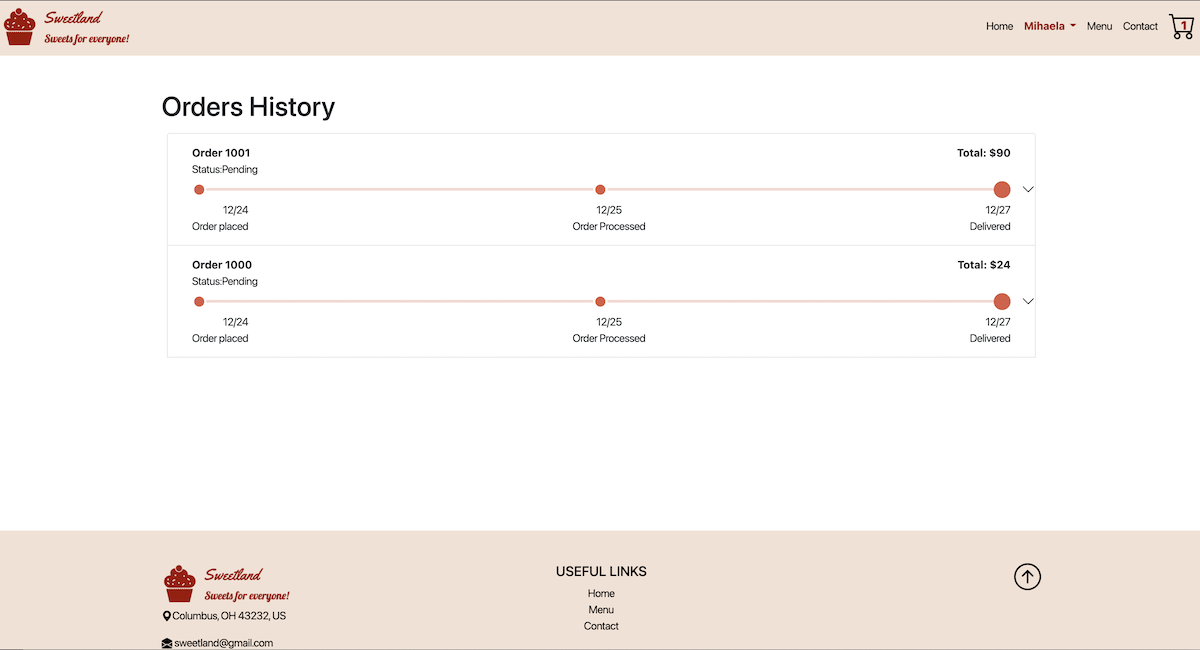 Sweetland
Sweets for everyone!
Home Mihaela Menu Contact 1
Orders History
Order 1001 Total: $90
Status:Pending
12/24 12/25 12/27
Order placed Order Processed Delivered
Order 1000 Total: $24
Status:Pending
12/24 12/25 12/27
Order placed Order Processed Delivered
Sweetland
Sweets for everyone!
Columbus, OH 43232, US
sweetland@gmail.com
USEFUL LINKS
Home
Menu
Contact